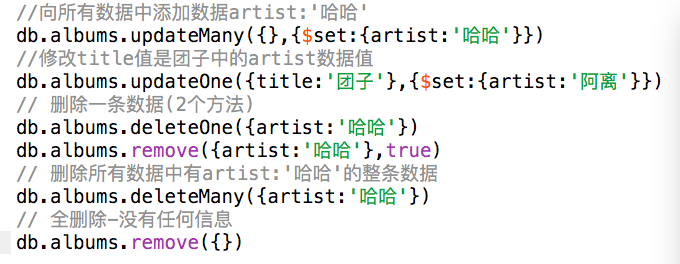 //向所有数据中添加数据artist:'哈哈'
db.albums.updateMany({},{$set:{artist:'哈哈'}})
//修改title值是团子中的artist数据值
db.albums.updateOne({title:'团子'},{$set:{artist:'阿离'}})
// 删除一条数据(2个方法)
db.albums.deleteOne({artist:'哈哈'})
db.albums.remove({artist:'哈哈'},true)
// 删除所有数据中有artist:'哈哈'的整条数据
db.albums.deleteMany({artist:'哈哈'})
// 全删除-没有任何信息
db.albums.remove({})